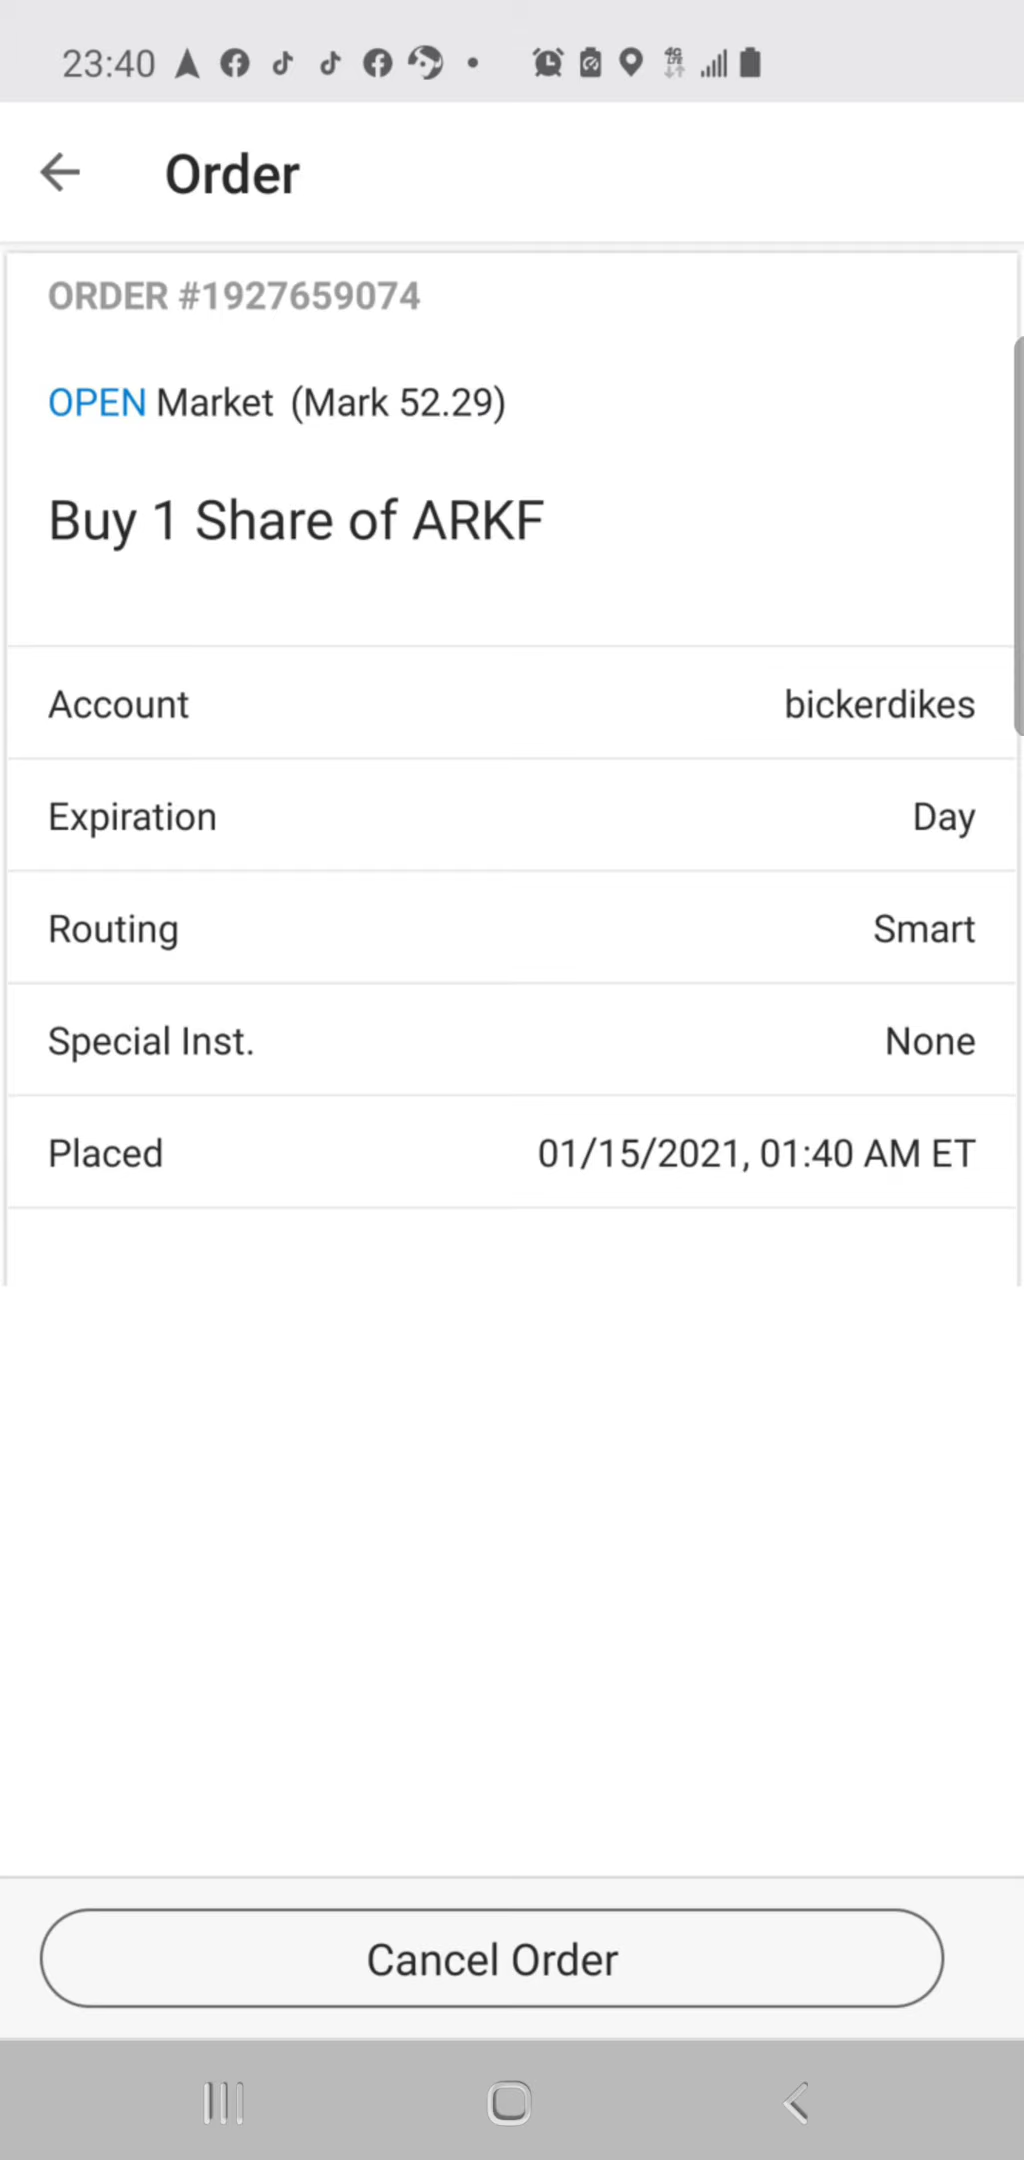 23:40
Order
ORDER #1927659074
OPEN Market (Mark 52.29)
Buy 1 Share of ARKF
Account bickerdikes
Expiration Day
Routing Smart
Special Inst. None
Placed 01/15/2021, 01:40 AM ET
Cancel Order